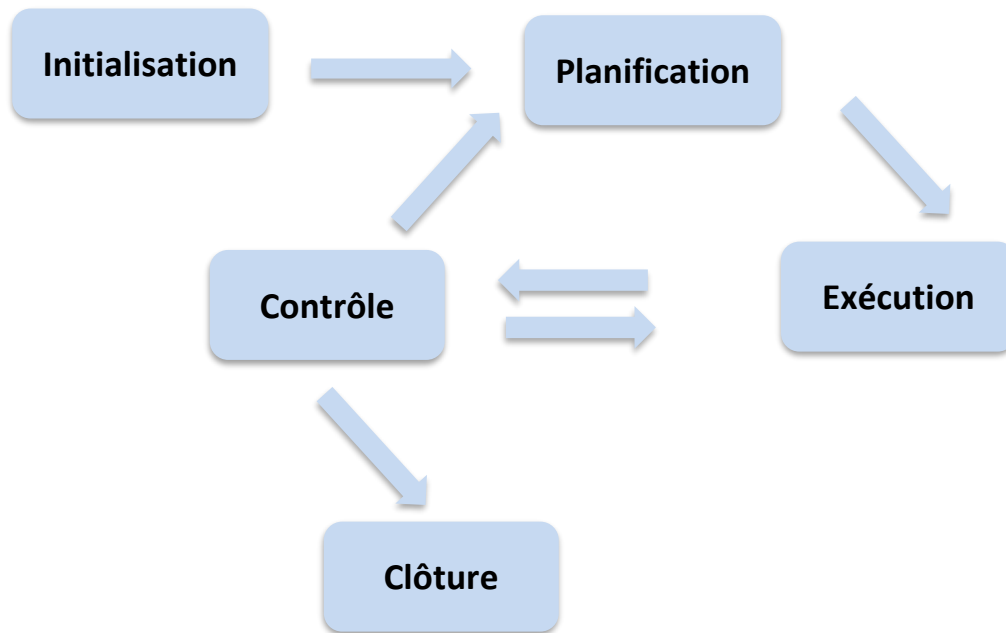 Initialisation
Planification
Contrôle
Exécution
Clôture